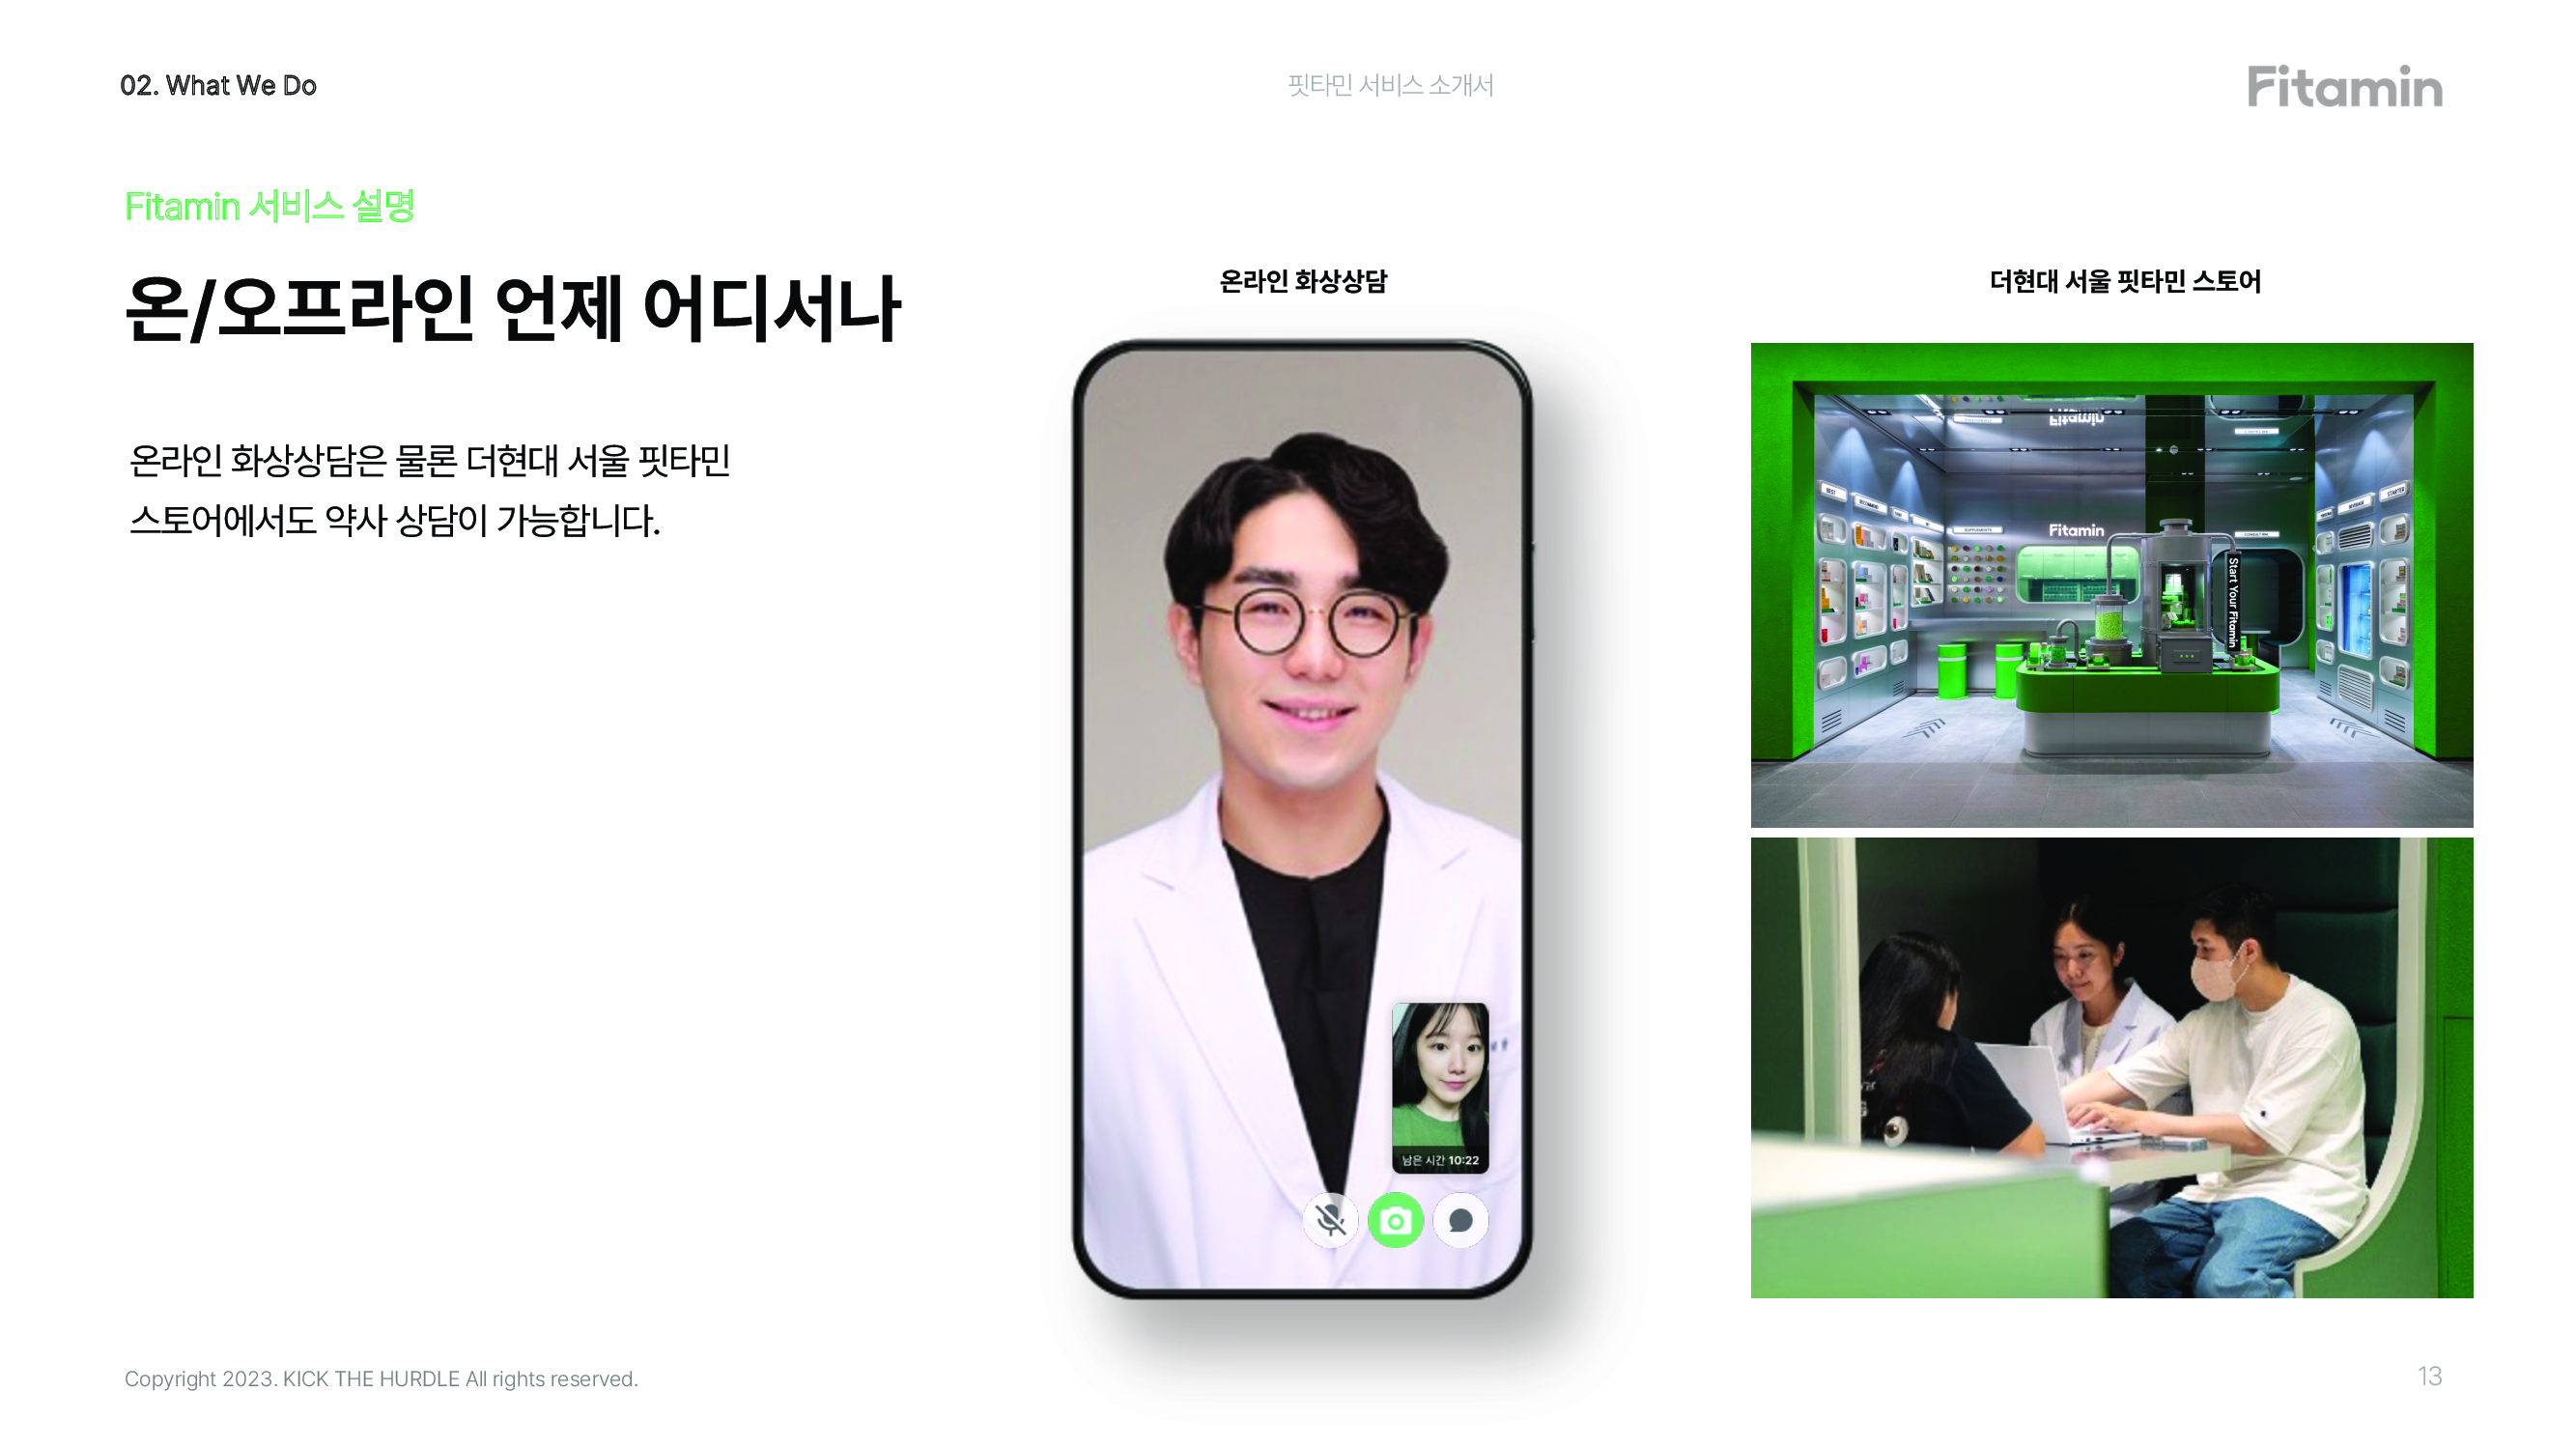 02. What We Do
핏타민 서비스 소개서
Fitamin
Fitamin 서비스 설명
온/오프라인 언제 어디서나
온라인 화상상담은 물론 더현대 서울 핏타민
스토어에서도 약사 상담이 가능합니다.
온라인 화상상담
남은 시간 10:22
더현대 서울 핏타민 스토어
Fitamin
Start Your Fitamin
Copyright 2023. KICK THE HURDLE All rights reserved.
13